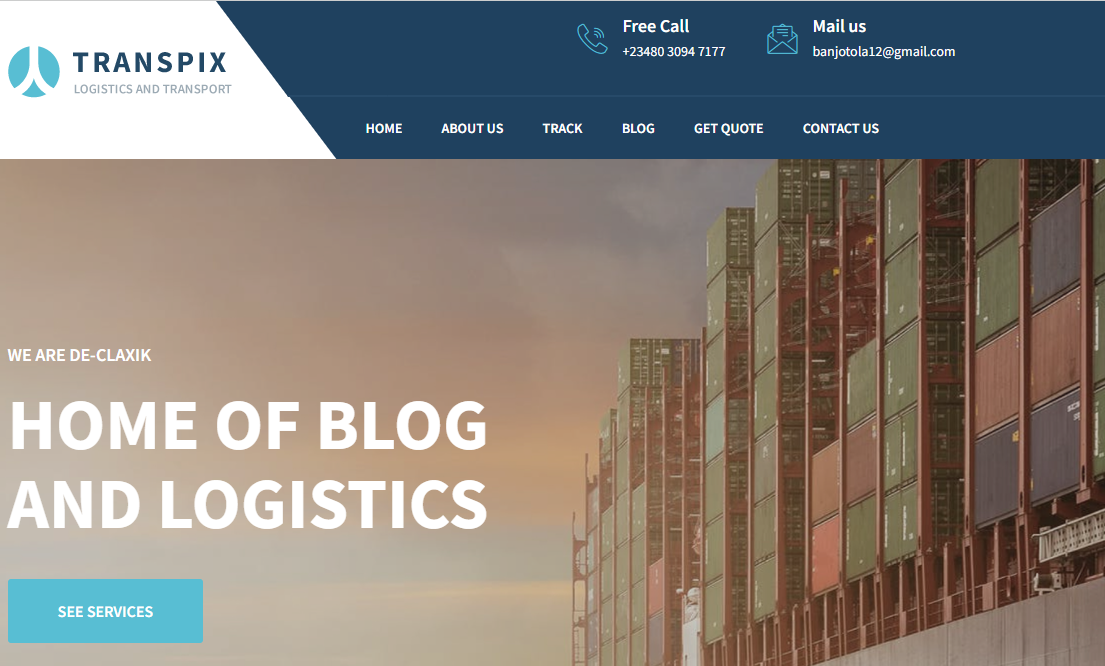 TRANSPIX
LOGISTICS AND TRANSPORT
Free Call
+23480 3094 7177
Mail us
banjotola12@gmail.com
HOME
ABOUT US
TRACK
BLOG
GET QUOTE
CONTACT US
WE ARE DE-CLAXIK
HOME OF BLOG
AND LOGISTICS
SEE SERVICES